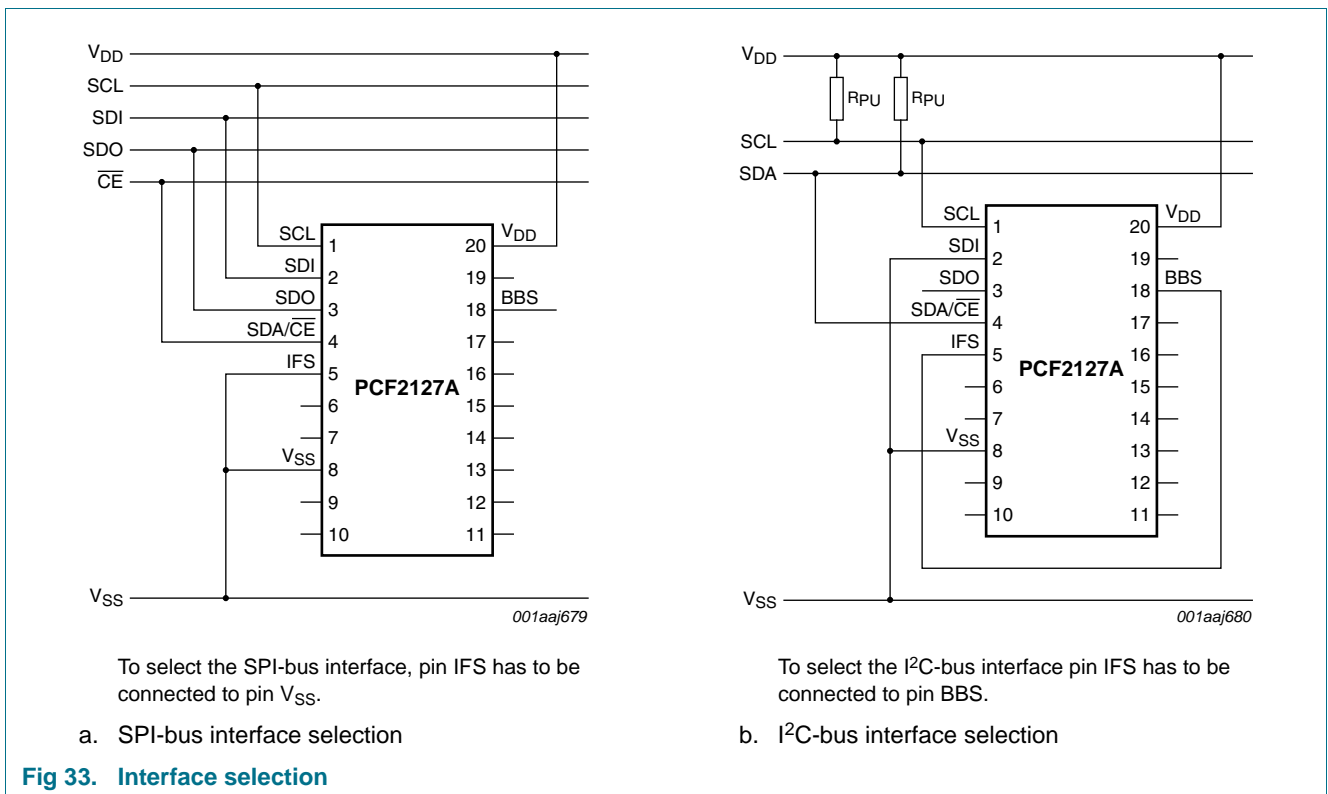 VDD
SCL
SDI
SDO
CE
SCL
SDI
SDO
SDA/CE
IFS
VSS
1
2
3
4
5
6
7
8
9
10
PCF2127A
20
19
18
17
16
15
14
13
12
11
VDD
BBS
VSS
001aaj679
To select the SPI-bus interface, pin IFS has to be
connected to pin VSS.
a. SPI-bus interface selection
VDD
RPU
RPU
SCL
SDA
SCL
SDI
SDO
SDA/CE
IFS
VSS
1
2
3
4
5
6
7
8
9
10
PCF2127A
20
19
18
17
16
15
14
13
12
11
VDD
BBS
VSS
001aaj680
To select the I2C-bus interface pin IFS has to be
connected to pin BBS.
b. I2C-bus interface selection
Fig 33. Interface selection